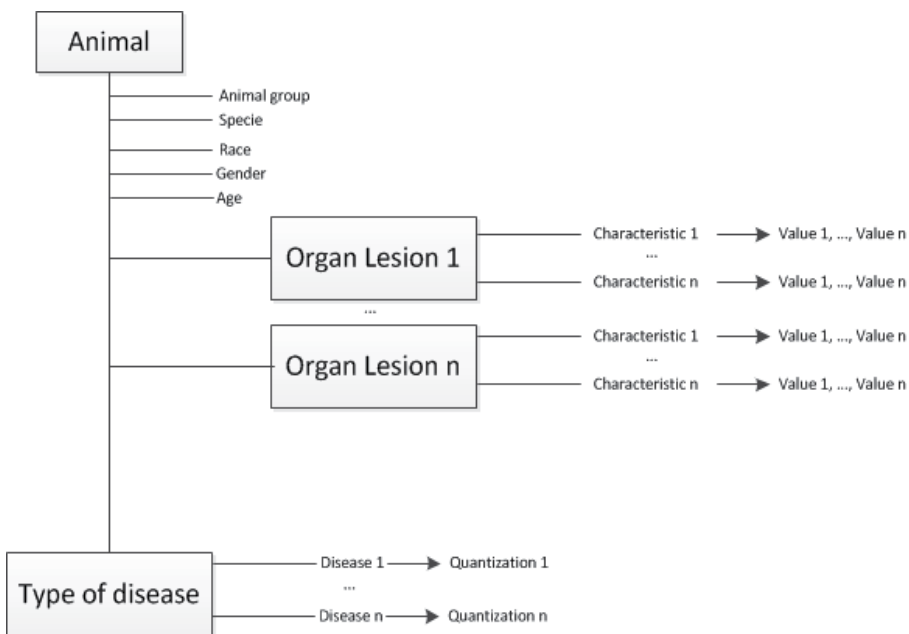 Animal
Animal group
Specie
Race
Gender
Age
Organ Lesion 1
Characteristic 1
Value 1, ..., Value n
...
Characteristic n
Value 1, ..., Value n
...
Organ Lesion n
Characteristic 1
Value 1, ..., Value n
...
Characteristic n
Value 1, ..., Value n
Type of disease
Disease 1
Quantization 1
...
Disease n
Quantization n